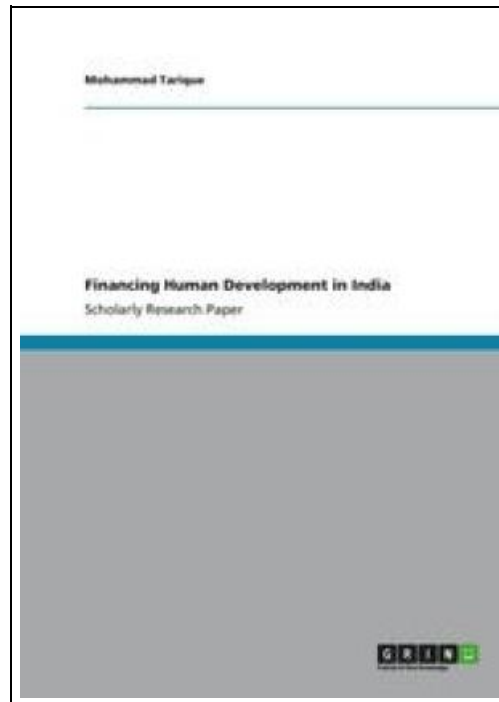 Mohammad Tarique
Financing Human Development in India
Scholarly Research Paper
GRIN